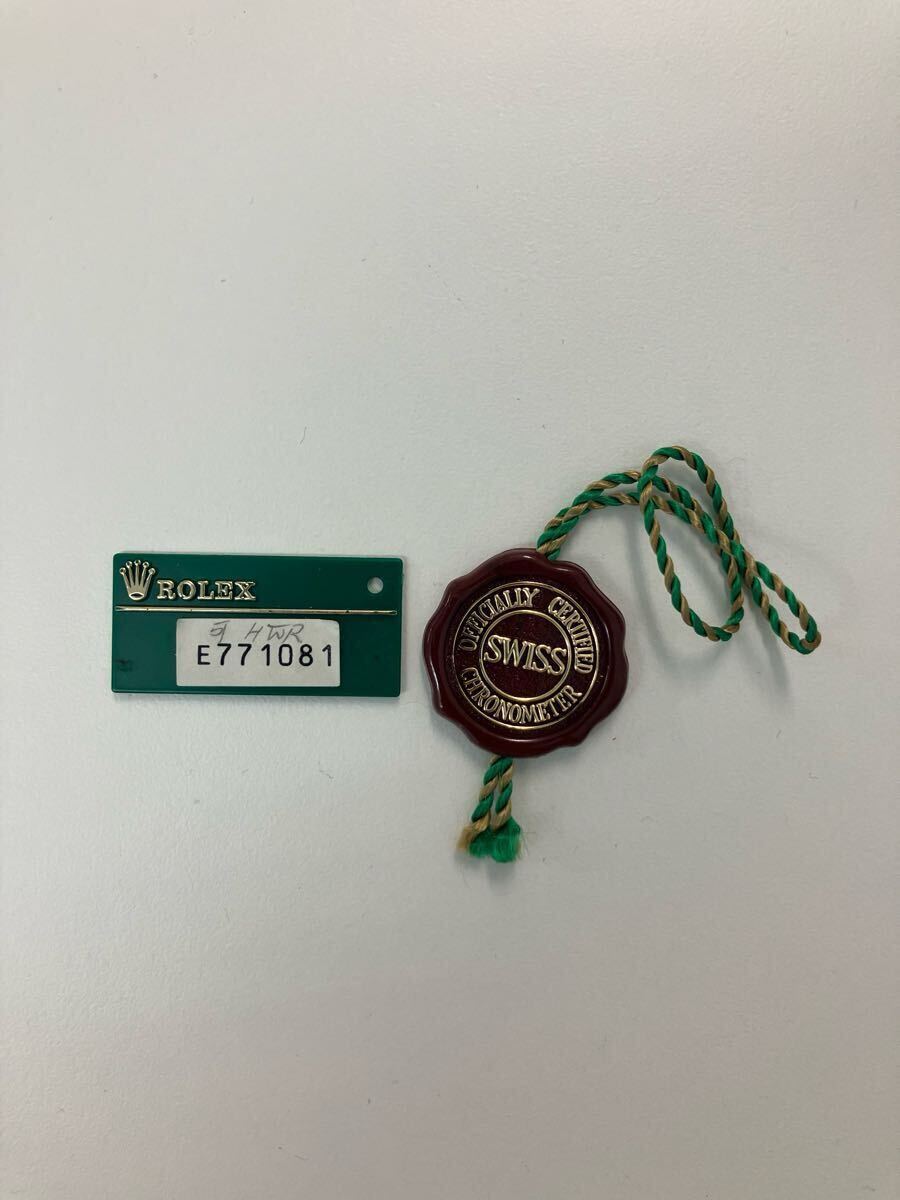 ROLEX
HWR
E771081
OFFICIALLY CERTIFIED
SWISS
CHRONOMETER